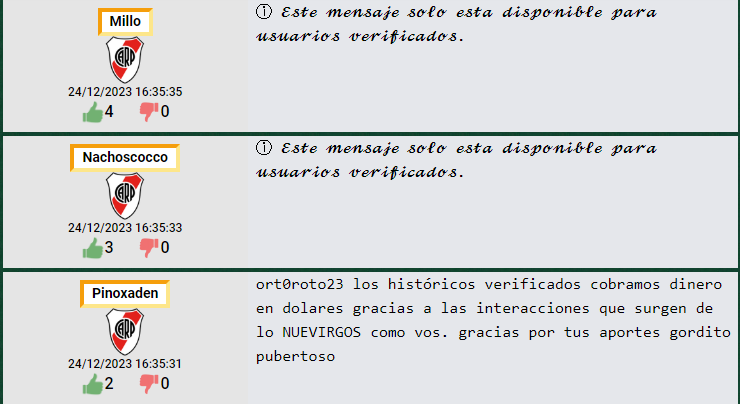 Millo
ⓘ Este mensaje solo esta disponible para
usuarios verificados.
CARP
24/12/2023 16:35:35
4 0
Nachoscocco
ⓘ Este mensaje solo esta disponible para
usuarios verificados.
CARP
24/12/2023 16:35:33
3 0
Pinoxaden
ort0roto23 los históricos verificados cobramos dinero
en dolares gracias a las interacciones que surgen de
lo NUEVIRGOS como vos. gracias por tus aportes gordito
pubertoso
CARP
24/12/2023 16:35:31
2 0